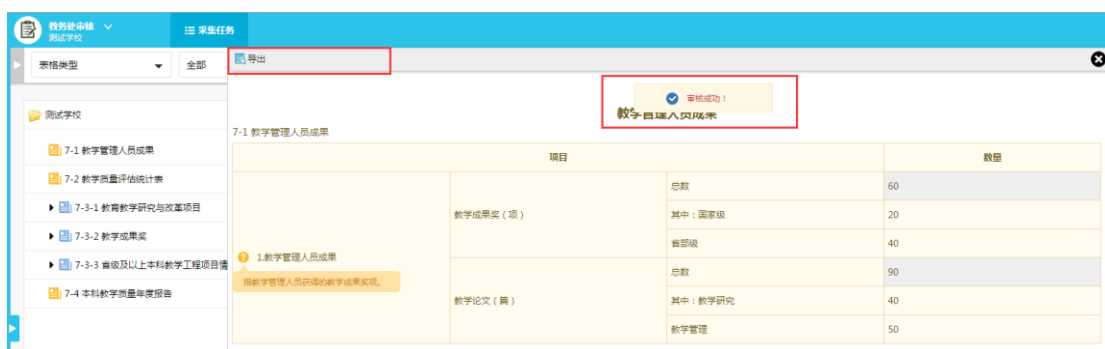 教务处审核
测试学校
采集任务
表格类型
全部
导出
审核成功！
教学管理人员成果
测试学校
7-1 教学管理人员成果
7-2 教学质量评估统计表
7-3-1 教育教学研究与改革项目
7-3-2 教学成果奖
7-3-3 省级及以上本科教学工程项目情
7-4 本科教学质量年度报告
7-1 教学管理人员成果
项目
数量
1.教学管理人员成果
指教学管理人员获得的教学成果奖项。
教学成果奖（项）
总数
60
其中：国家级
20
省部级
40
教学论文（篇）
总数
90
其中：教学研究
40
教学管理
50